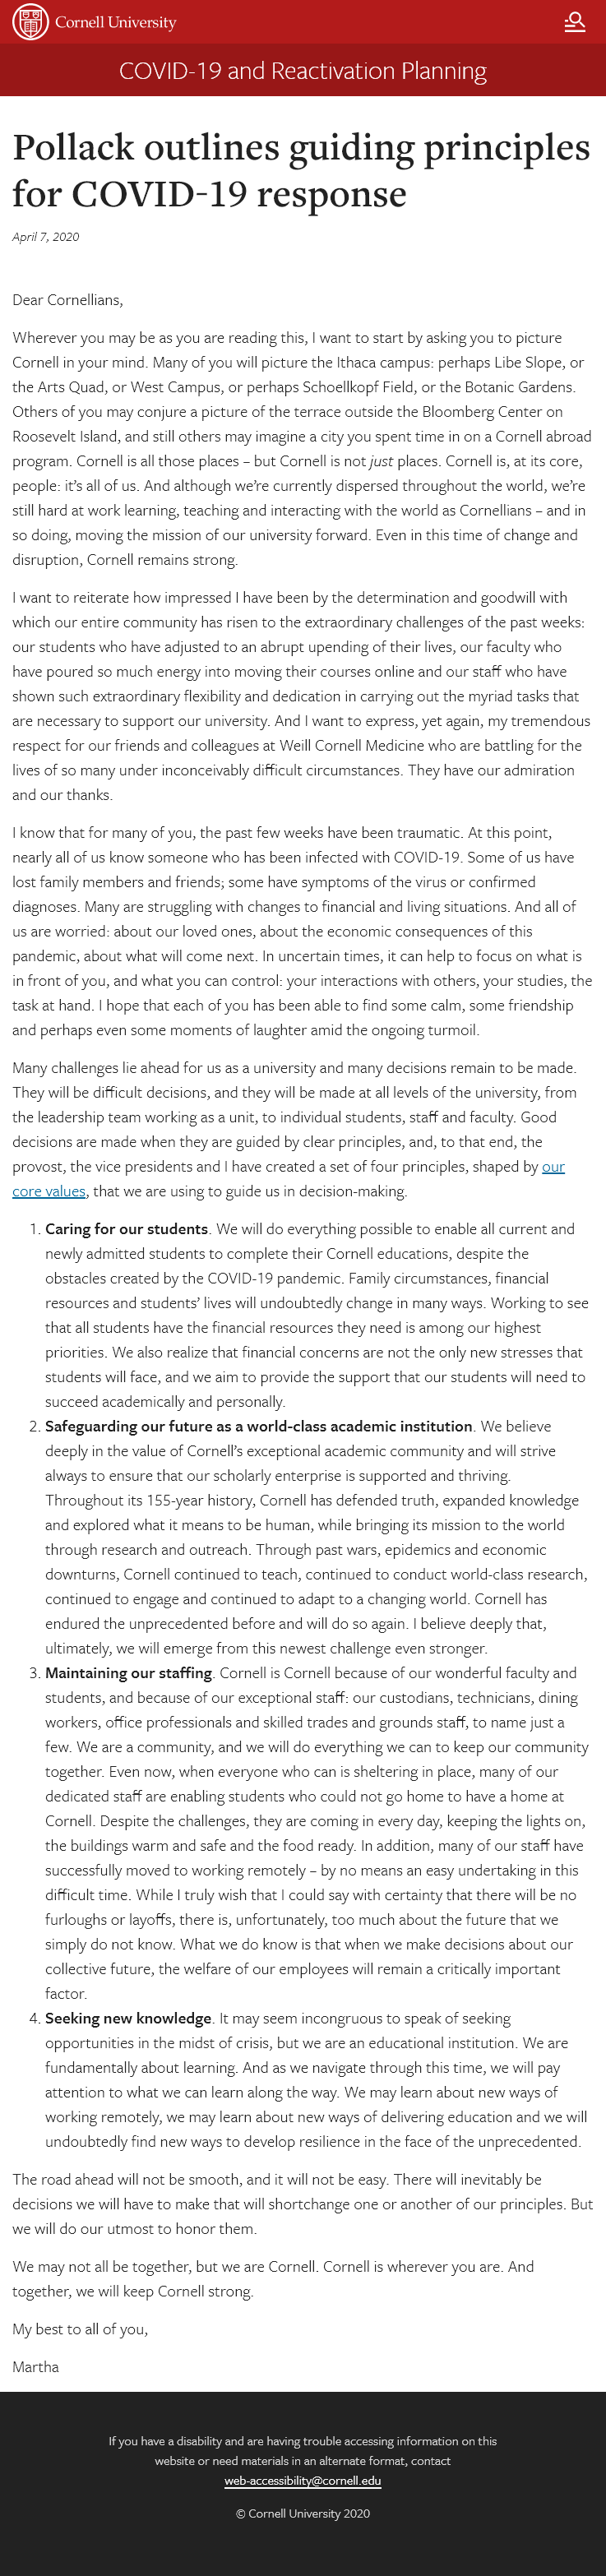 Cornell University
COVID-19 and Reactivation Planning
Pollack outlines guiding principles
for COVID-19 response
April 7, 2020
Dear Cornellians,
Wherever you may be as you are reading this, I want to start by asking you to picture
Cornell in your mind. Many of you will picture the Ithaca campus: perhaps Libe Slope, or
the Arts Quad, or West Campus, or perhaps Schoellkopf Field, or the Botanic Gardens.
Others of you may conjure a picture of the terrace outside the Bloomberg Center on
Roosevelt Island, and still others may imagine a city you spent time in on a Cornell abroad
program. Cornell is all those places – but Cornell is not just places. Cornell is, at its core,
people: it’s all of us. And although we’re currently dispersed throughout the world, we’re
still hard at work learning, teaching and interacting with the world as Cornellians – and in
so doing, moving the mission of our university forward. Even in this time of change and
disruption, Cornell remains strong.
I want to reiterate how impressed I have been by the determination and goodwill with
which our entire community has risen to the extraordinary challenges of the past weeks:
our students who have adjusted to an abrupt upending of their lives, our faculty who
have poured so much energy into moving their courses online and our staff who have
shown such extraordinary flexibility and dedication in carrying out the myriad tasks that
are necessary to support our university. And I want to express, yet again, my tremendous
respect for our friends and colleagues at Weill Cornell Medicine who are battling for the
lives of so many under inconceivably difficult circumstances. They have our admiration
and our thanks.
I know that for many of you, the past few weeks have been traumatic. At this point,
nearly all of us know someone who has been infected with COVID-19. Some of us have
lost family members and friends; some have symptoms of the virus or confirmed
diagnoses. Many are struggling with changes to financial and living situations. And all of
us are worried: about our loved ones, about the economic consequences of this
pandemic, about what will come next. In uncertain times, it can help to focus on what is
in front of you, and what you can control: your interactions with others, your studies, the
task at hand. I hope that each of you has been able to find some calm, some friendship
and perhaps even some moments of laughter amid the ongoing turmoil.
Many challenges lie ahead for us as a university and many decisions remain to be made.
They will be difficult decisions, and they will be made at all levels of the university, from
the leadership team working as a unit, to individual students, staff and faculty. Good
decisions are made when they are guided by clear principles, and, to that end, the
provost, the vice presidents and I have created a set of four principles, shaped by our
core values, that we are using to guide us in decision-making.
1. Caring for our students. We will do everything possible to enable all current and
newly admitted students to complete their Cornell educations, despite the
obstacles created by the COVID-19 pandemic. Family circumstances, financial
resources and students’ lives will undoubtedly change in many ways. Working to see
that all students have the financial resources they need is among our highest
priorities. We also realize that financial concerns are not the only new stresses that
students will face, and we aim to provide the support that our students will need to
succeed academically and personally.
2. Safeguarding our future as a world-class academic institution. We believe
deeply in the value of Cornell’s exceptional academic community and will strive
always to ensure that our scholarly enterprise is supported and thriving.
Throughout its 155-year history, Cornell has defended truth, expanded knowledge
and explored what it means to be human, while bringing its mission to the world
through research and outreach. Through past wars, epidemics and economic
downturns, Cornell continued to teach, continued to conduct world-class research,
continued to engage and continued to adapt to a changing world. Cornell has
endured the unprecedented before and will do so again. I believe deeply that,
ultimately, we will emerge from this newest challenge even stronger.
3. Maintaining our staffing. Cornell is Cornell because of our wonderful faculty and
students, and because of our exceptional staff: our custodians, technicians, dining
workers, office professionals and skilled trades and grounds staff, to name just a
few. We are a community, and we will do everything we can to keep our community
together. Even now, when everyone who can is sheltering in place, many of our
dedicated staff are enabling students who could not go home to have a home at
Cornell. Despite the challenges, they are coming in every day, keeping the lights on,
the buildings warm and safe and the food ready. In addition, many of our staff have
successfully moved to working remotely – by no means an easy undertaking in this
difficult time. While I truly wish that I could say with certainty that there will be no
furloughs or layoffs, there is, unfortunately, too much about the future that we
simply do not know. What we do know is that when we make decisions about our
collective future, the welfare of our employees will remain a critically important
factor.
4. Seeking new knowledge. It may seem incongruous to speak of seeking
opportunities in the midst of crisis, but we are an educational institution. We are
fundamentally about learning. And as we navigate through this time, we will pay
attention to what we can learn along the way. We may learn about new ways of
working remotely, we may learn about new ways of delivering education and we will
undoubtedly find new ways to develop resilience in the face of the unprecedented.
The road ahead will not be smooth, and it will not be easy. There will inevitably be
decisions we will have to make that will shortchange one or another of our principles. But
we will do our utmost to honor them.
We may not all be together, but we are Cornell. Cornell is wherever you are. And
together, we will keep Cornell strong.
My best to all of you,
Martha
If you have a disability and are having trouble accessing information on this
website or need materials in an alternate format, contact
web-accessibility@cornell.edu
© Cornell University 2020